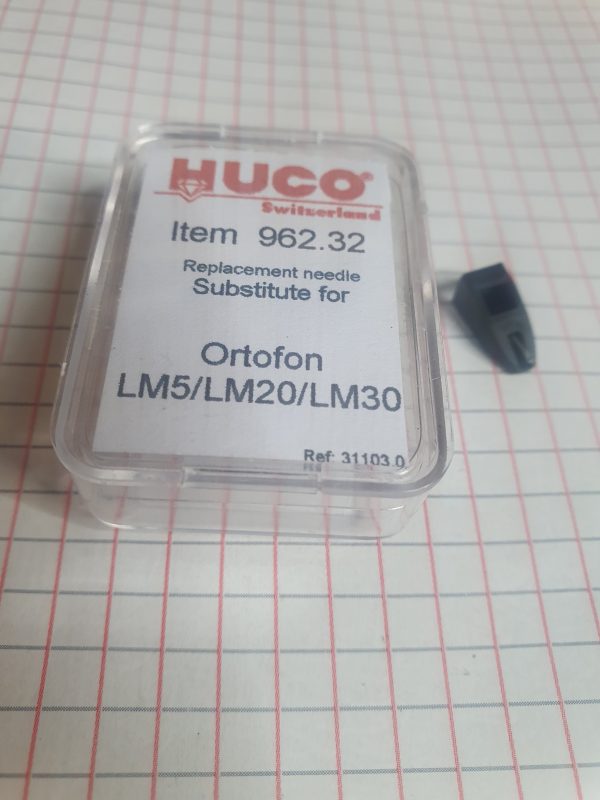 HUCO®
Switzerland
Item 962.32
Replacement needle
Substitute for
Ortofon
LM5/LM20/LM30
Ref: 31103.0